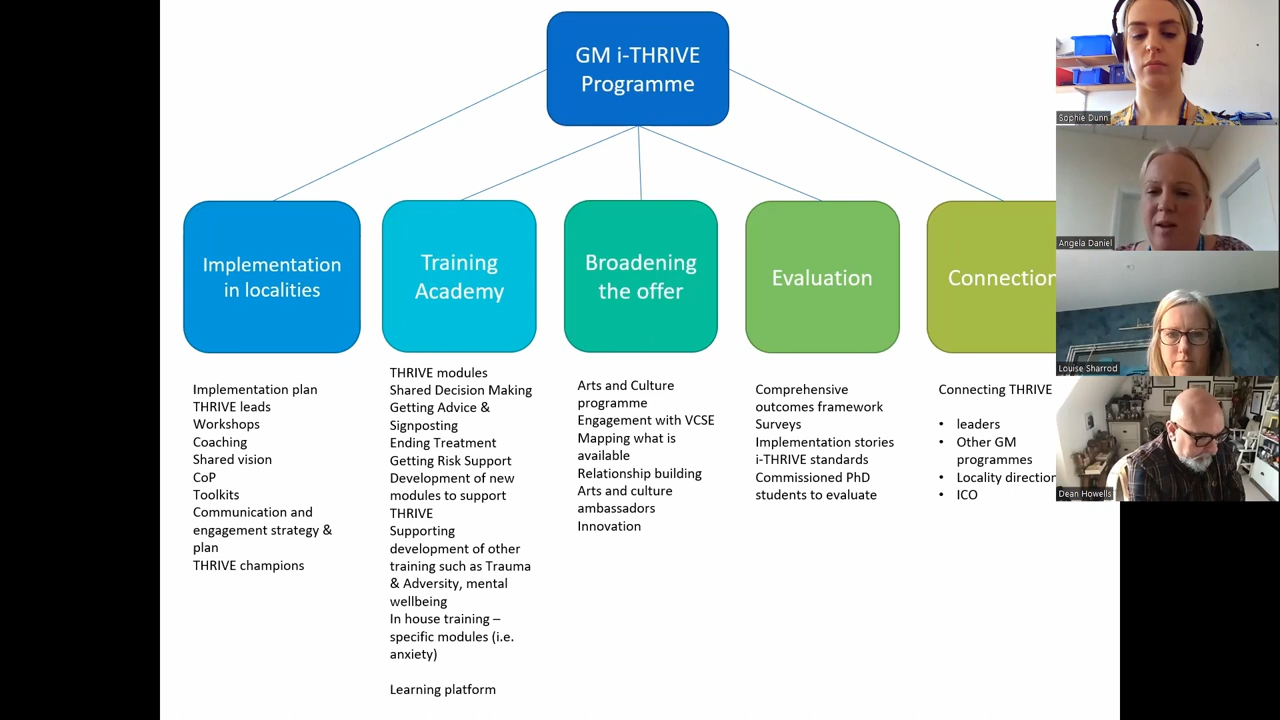 GM i-THRIVE
Programme
Implementation
in localities
Training
Academy
Broadening
the offer
Evaluation
Connection
Implementation plan
THRIVE leads
Workshops
Coaching
Shared vision
CoP
Toolkits
Communication and
engagement strategy &
plan
THRIVE champions
THRIVE modules
Shared Decision Making
Getting Advice &
Signposting
Ending Treatment
Getting Risk Support
Development of new
modules to support
THRIVE
Supporting
development of other
training such as Trauma
& Adversity, mental
wellbeing
In house training –
specific modules (i.e.
anxiety)
Learning platform
Arts and Culture
programme
Engagement with VCSE
Mapping what is
available
Relationship building
Arts and culture
ambassadors
Innovation
Comprehensive
outcomes framework
Surveys
Implementation stories
i-THRIVE standards
Commissioned PhD
students to evaluate
Connecting THRIVE
• leaders
• Other GM
programmes
• Locality direction
• ICO
Sophie Dunn
Angela Daniel
Louise Sharrod
Dean Howells